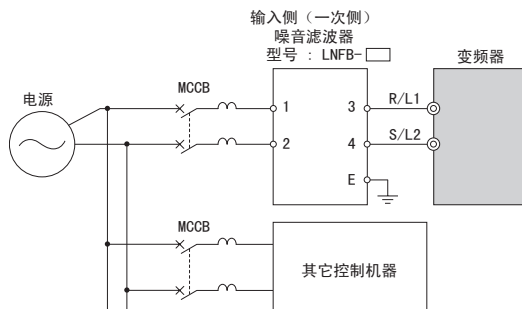 输入侧（一次侧）
噪音滤波器
型号 : LNFB-□
变频器
电源
MCCB
1
3
R/L1
2
4
S/L2
E
MCCB
其它控制机器